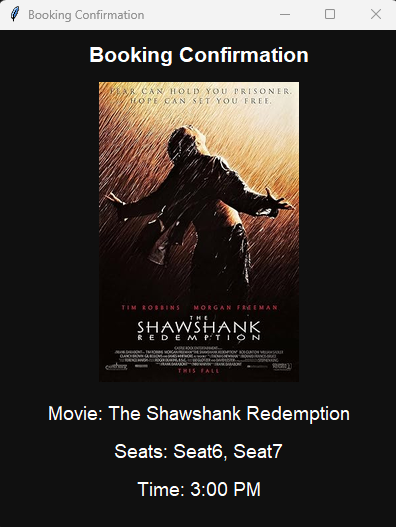 Booking Confirmation
Booking Confirmation
FEAR CAN HOLD YOU PRISONER.
HOPE CAN SET YOU FREE.
TIM ROBBINS MORGAN FREEMAN
THE
SHAWSHANK
REDEMPTION
THIS FALL
Movie: The Shawshank Redemption
Seats: Seat6, Seat7
Time: 3:00 PM